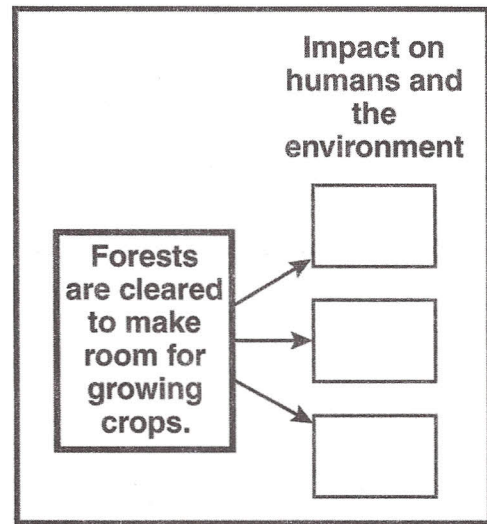 Impact on
humans and
the
environment
Forests
are cleared
to make
room for
growing
crops.